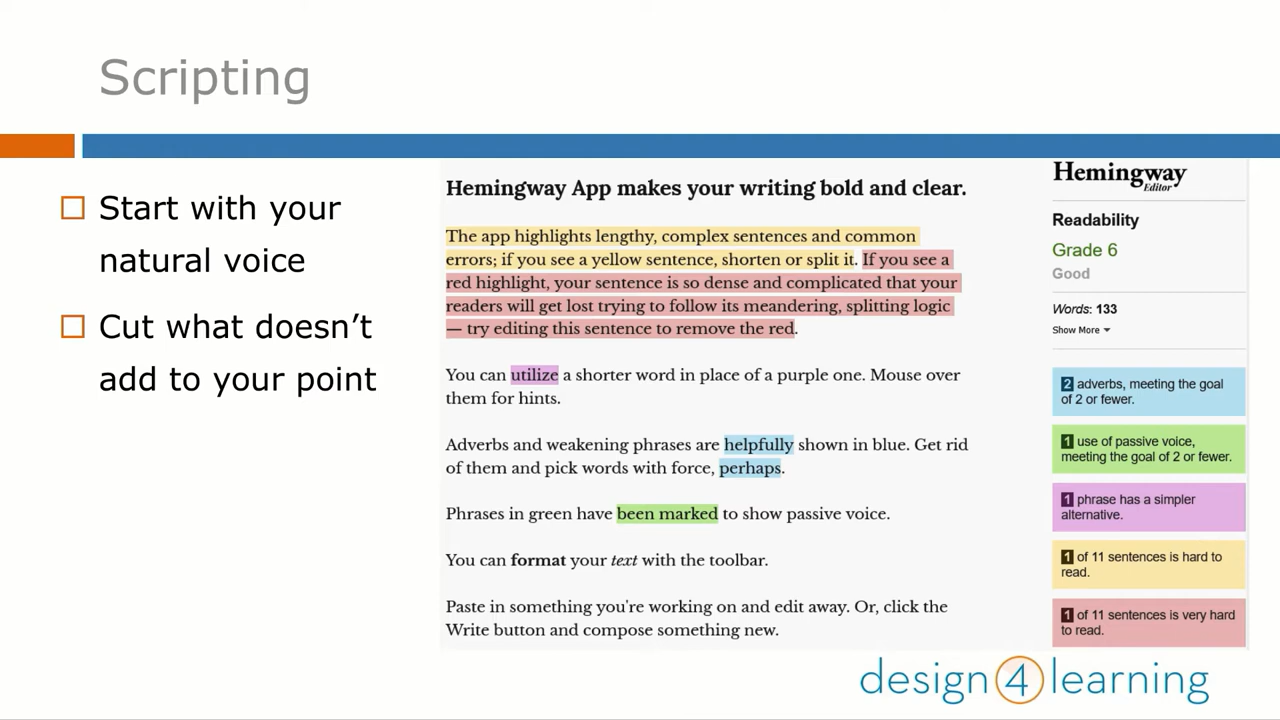 Scripting
Start with your
natural voice
Cut what doesn’t
add to your point
Hemingway App makes your writing bold and clear.
The app highlights lengthy, complex sentences and common
errors; if you see a yellow sentence, shorten or split it. If you see a
red highlight, your sentence is so dense and complicated that your
readers will get lost trying to follow its meandering, splitting logic
— try editing this sentence to remove the red.
You can utilize a shorter word in place of a purple one. Mouse over
them for hints.
Adverbs and weakening phrases are helpfully shown in blue. Get rid
of them and pick words with force, perhaps.
Phrases in green have been marked to show passive voice.
You can format your text with the toolbar.
Paste in something you're working on and edit away. Or, click the
Write button and compose something new.
Hemingway
Editor
Readability
Grade 6
Good
Words: 133
Show More
2 adverbs, meeting the goal
of 2 or fewer.
1 use of passive voice,
meeting the goal of 2 or fewer.
1 phrase has a simpler
alternative.
1 of 11 sentences is hard to
read.
1 of 11 sentences is very hard
to read.
design 4 learning